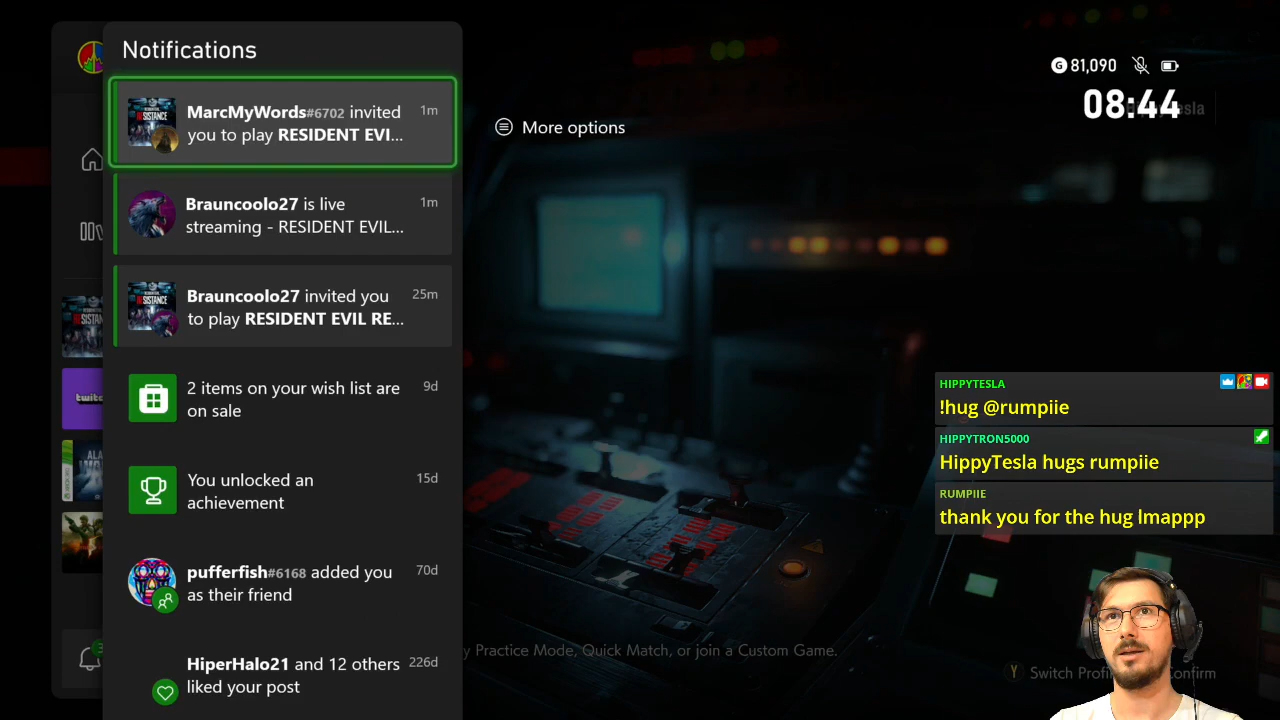 Notifications
MarcMyWords#6702 invited
you to play RESIDENT EVI...
1m
Brauncoolo27 is live
streaming - RESIDENT EVIL...
1m
Brauncoolo27 invited you
to play RESIDENT EVIL RE...
25m
2 items on your wish list are
on sale
9d
You unlocked an
achievement
15d
pufferfish#6168 added you
as their friend
70d
HiperHalo21 and 12 others
liked your post
226d
More options
G 81,090
08:44
HIPPYTESLA
!hug @rumpiie
HIPPYTRON5000
HippyTesla hugs rumpiie
RUMPIIE
thank you for the hug lmappp
Practice Mode, Quick Match, or join a Custom Game.
Y Switch Profi